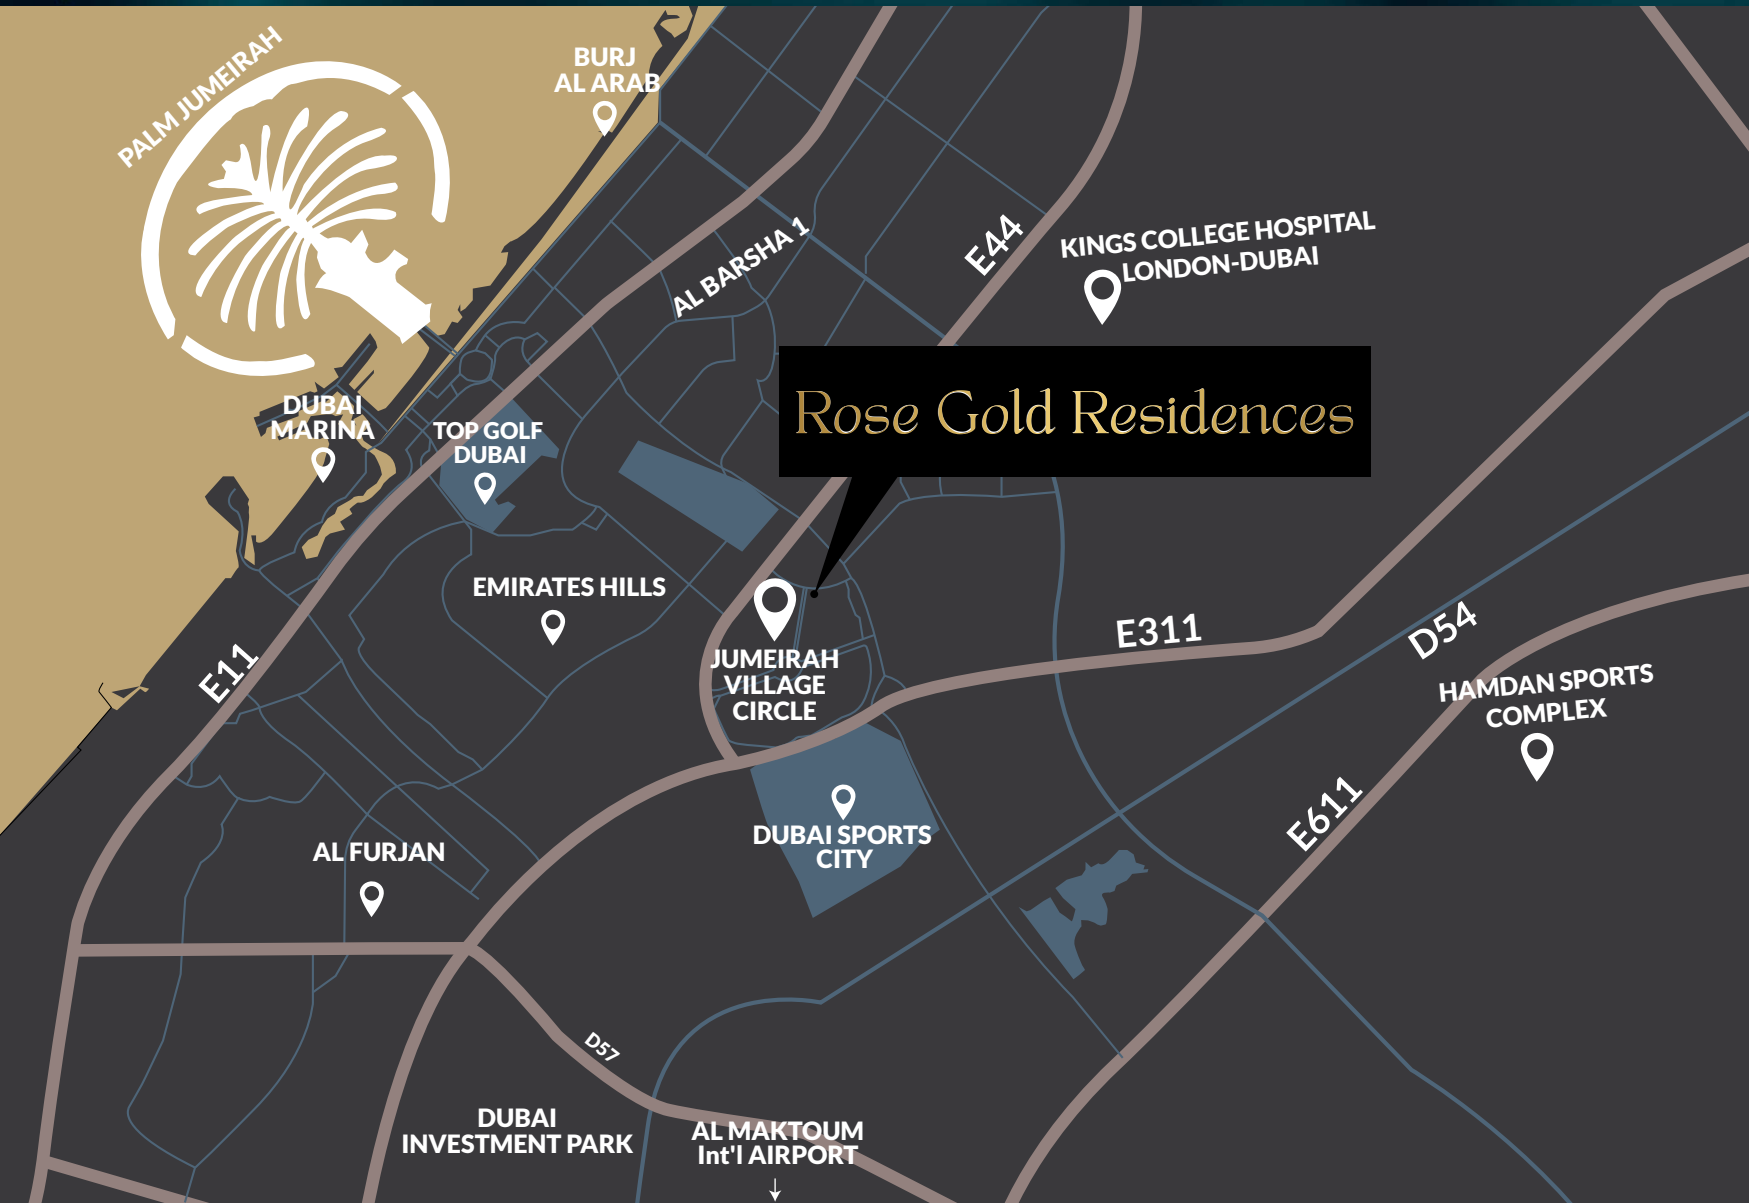 PALM JUMEIRAH
BURJ
AL ARAB
AL BARSHA 1
E44
KINGS COLLEGE HOSPITAL
LONDON-DUBAI
Rose Gold Residences
DUBAI
MARINA
TOP GOLF
DUBAI
EMIRATES HILLS
E11
JUMEIRAH
VILLAGE
CIRCLE
E311
D54
HAMDAN SPORTS
COMPLEX
E611
DUBAI SPORTS
CITY
AL FURJAN
D57
DUBAI
INVESTMENT PARK
AL MAKTOUM
Int'l AIRPORT